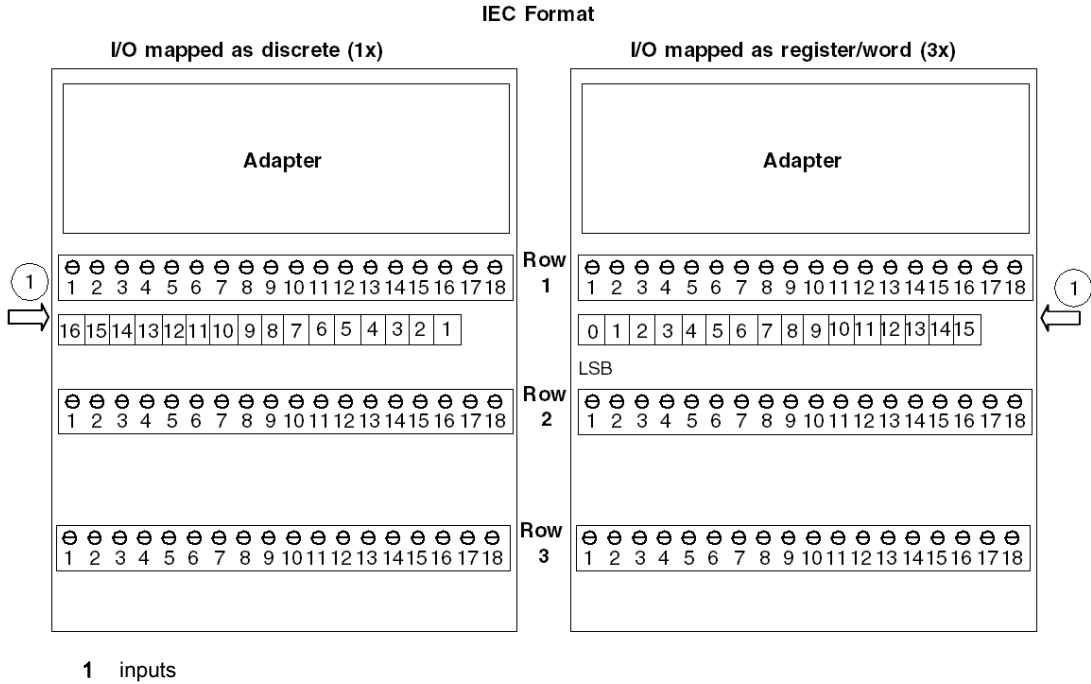 IEC Format
I/O mapped as discrete (1x)
I/O mapped as register/word (3x)
Adapter
Adapter
1
1 2 3 4 5 6 7 8 9 10 11 12 13 14 15 16 17 18
Row 1
1 2 3 4 5 6 7 8 9 10 11 12 13 14 15 16 17 18
1
16 15 14 13 12 11 10 9 8 7 6 5 4 3 2 1
0 1 2 3 4 5 6 7 8 9 10 11 12 13 14 15
LSB
1 2 3 4 5 6 7 8 9 10 11 12 13 14 15 16 17 18
Row 2
1 2 3 4 5 6 7 8 9 10 11 12 13 14 15 16 17 18
1 2 3 4 5 6 7 8 9 10 11 12 13 14 15 16 17 18
Row 3
1 2 3 4 5 6 7 8 9 10 11 12 13 14 15 16 17 18
1 inputs